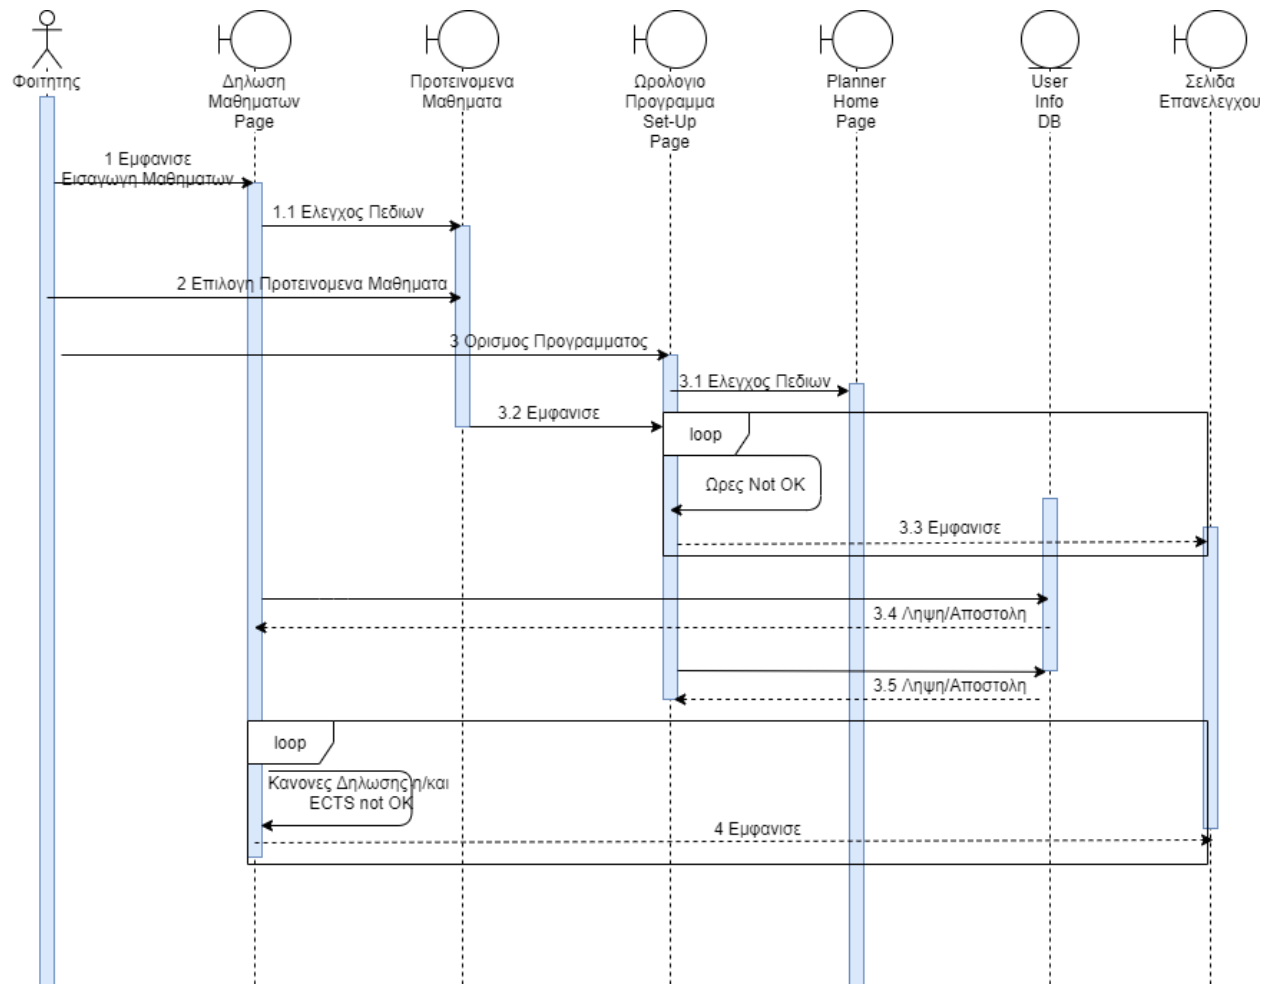 Φοιτητης
Δηλωση
Μαθηματων
Page
Προτεινομενα
Μαθηματα
Ωρολογιο
Προγραμμα
Set-Up
Page
Planner
Home
Page
User
Info
DB
Σελιδα
Επανελεγχου
1 Εμφανισε
Εισαγωγη Μαθηματων
1.1 Ελεγχος Πεδιων
2 Επιλογη Προτεινομενα Μαθηματα
3 Ορισμος Προγραμματος
3.1 Ελεγχος Πεδιων
3.2 Εμφανισε
loop
Ωρες Not OK
3.3 Εμφανισε
3.4 Ληψη/Αποστολη
3.5 Ληψη/Αποστολη
loop
Κανονες Δηλωσης η/και
ECTS not OK
4 Εμφανισε